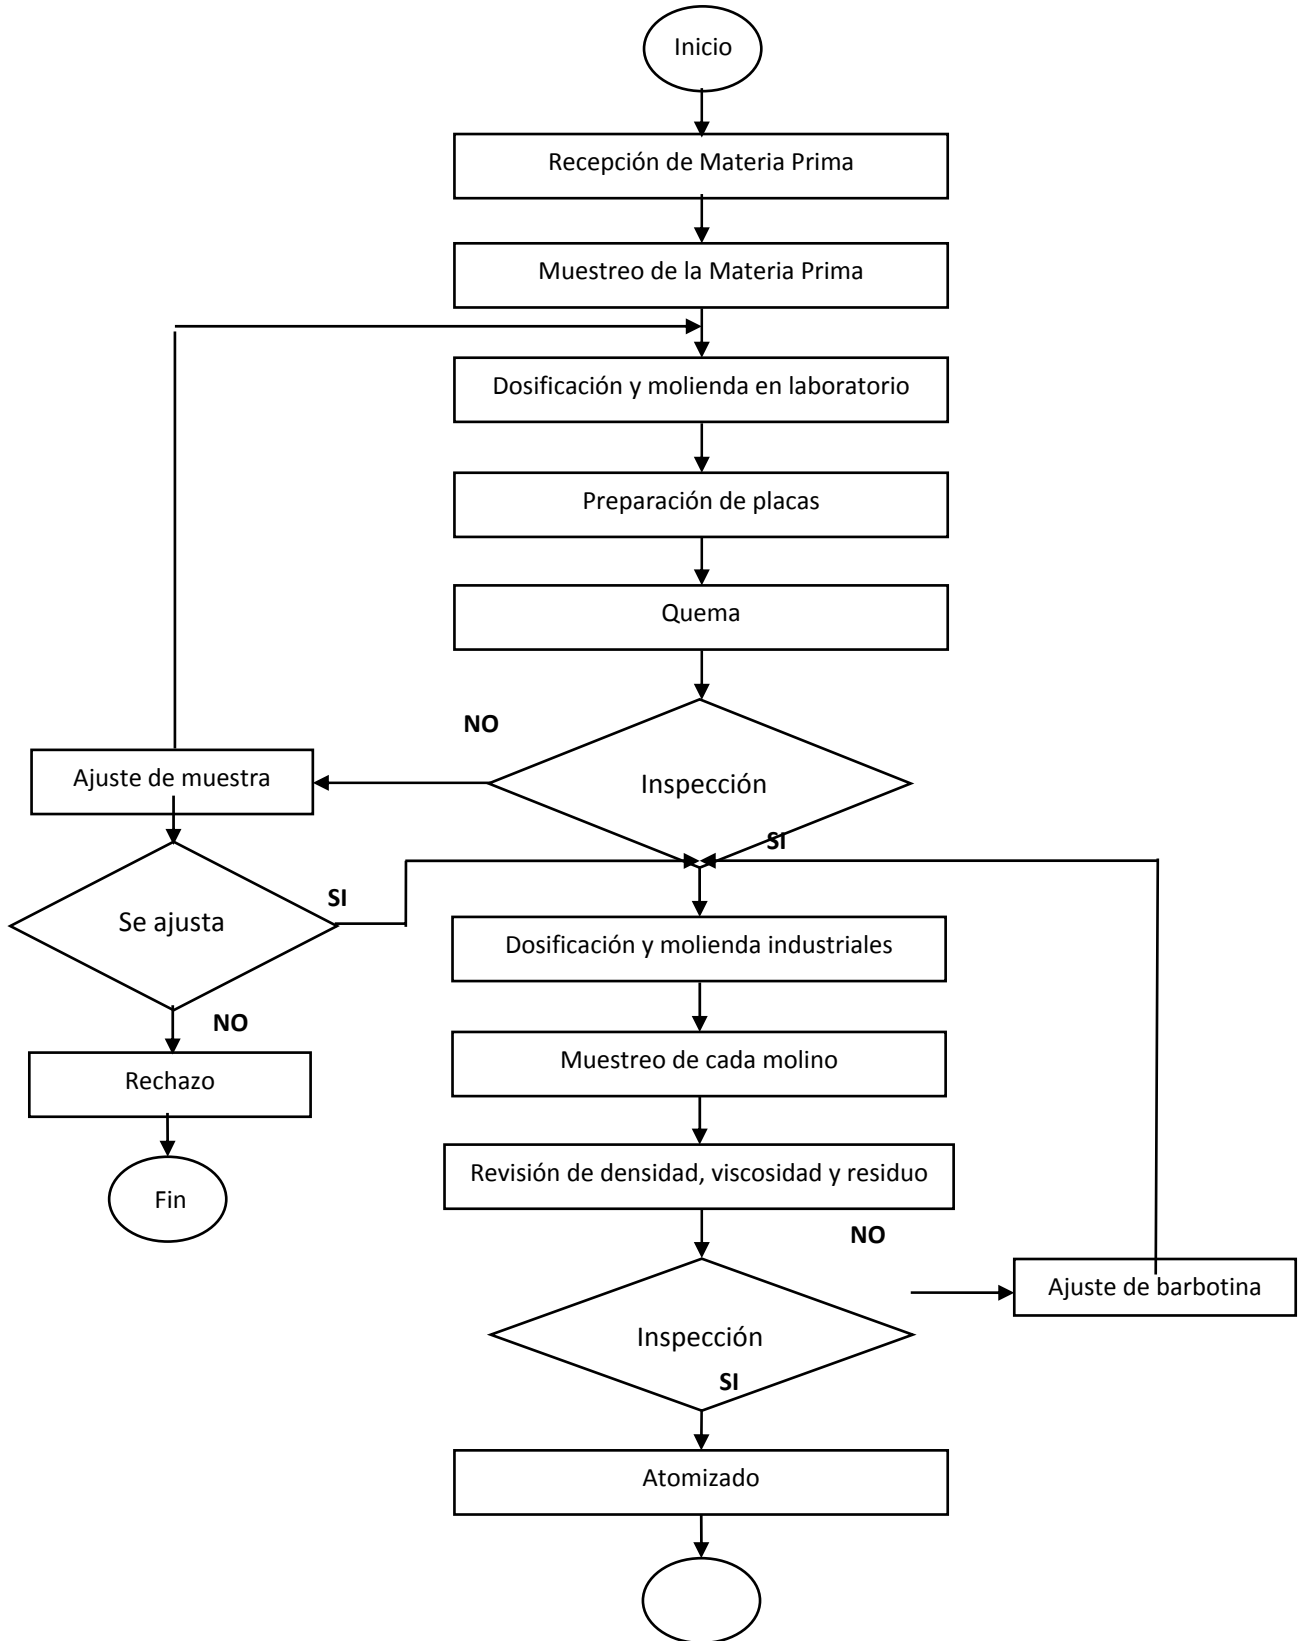 Inicio
Recepción de Materia Prima
Muestreo de la Materia Prima
Dosificación y molienda en laboratorio
Preparación de placas
Quema
NO
Ajuste de muestra
Inspección
SI
SI
Se ajusta
Dosificación y molienda industriales
NO
Muestreo de cada molino
Rechazo
Revisión de densidad, viscosidad y residuo
Fin
NO
Ajuste de barbotina
Inspección
SI
Atomizado